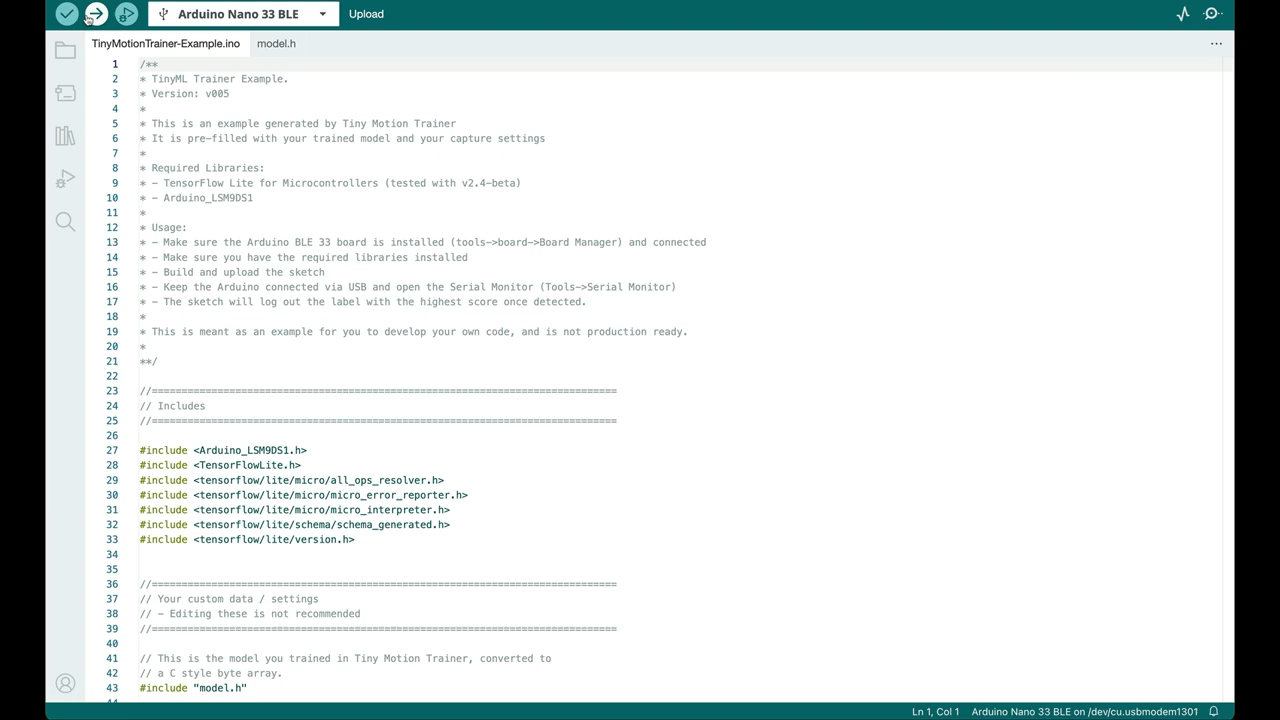 Arduino Nano 33 BLE
Upload
TinyMotionTrainer-Example.ino
model.h
1 /**
2 * TinyML Trainer Example.
3 * Version: v005
4 *
5 * This is an example generated by Tiny Motion Trainer
6 * It is pre-filled with your trained model and your capture settings
7 *
8 * Required Libraries:
9 * - TensorFlow Lite for Microcontrollers (tested with v2.4-beta)
10 * - Arduino_LSM9DS1
11 *
12 * Usage:
13 * - Make sure the Arduino BLE 33 board is installed (tools->board->Board Manager) and connected
14 * - Make sure you have the required libraries installed
15 * - Build and upload the sketch
16 * - Keep the Arduino connected via USB and open the Serial Monitor (Tools->Serial Monitor)
17 * - The sketch will log out the label with the highest score once detected.
18 *
19 * This is meant as an example for you to develop your own code, and is not production ready.
20 *
21 **/
22
23 //==============================================================================
24 // Includes
25 //==============================================================================
26
27 #include <Arduino_LSM9DS1.h>
28 #include <TensorFlowLite.h>
29 #include <tensorflow/lite/micro/all_ops_resolver.h>
30 #include <tensorflow/lite/micro/micro_error_reporter.h>
31 #include <tensorflow/lite/micro/micro_interpreter.h>
32 #include <tensorflow/lite/schema/schema_generated.h>
33 #include <tensorflow/lite/version.h>
34
35
36 //==============================================================================
37 // Your custom data / settings
38 // - Editing these is not recommended
39 //==============================================================================
40
41 // This is the model you trained in Tiny Motion Trainer, converted to
42 // a C style byte array.
43 #include "model.h"
44
Ln 1, Col 1 Arduino Nano 33 BLE on /dev/cu.usbmodem1301